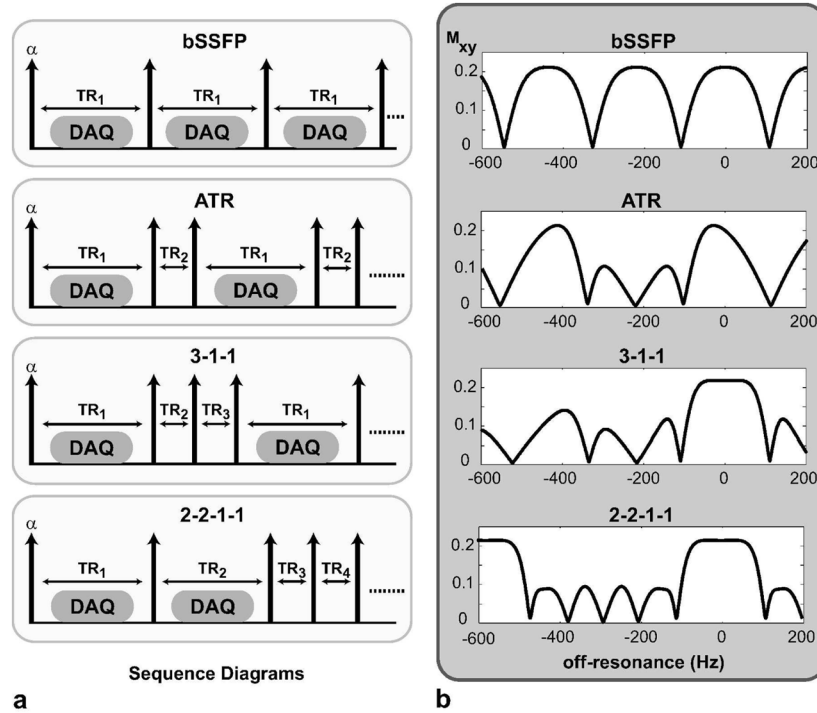 bSSFP
α
TR1 TR1 TR1
DAQ DAQ DAQ
ATR
α
TR1 TR2 TR1 TR2
DAQ DAQ
3-1-1
α
TR1 TR2 TR3 TR1
DAQ DAQ
2-2-1-1
α
TR1 TR2 TR3 TR4
DAQ DAQ
Sequence Diagrams
a
Mxy
bSSFP
0.2
0.1
0
-600 -400 -200 0 200
ATR
0.2
0.1
0
-600 -400 -200 0 200
3-1-1
0.2
0.1
0
-600 -400 -200 0 200
2-2-1-1
0.2
0.1
0
-600 -400 -200 0 200
off-resonance (Hz)
b